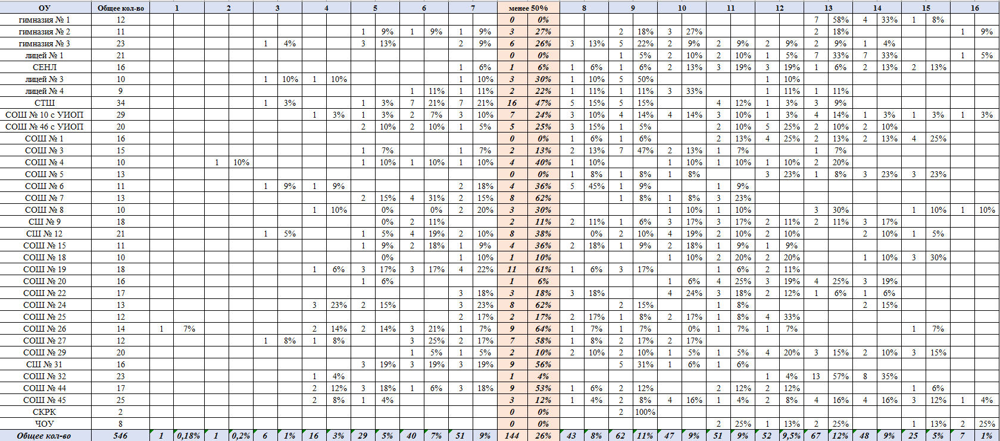 ОУ Общее кол-во 1 2 3 4 5 6 7 менее 50% 8 9 10 11 12 13 14 15 16
гимназия № 1 12 0 0% 7 58% 4 33% 1 8%
гимназия № 2 11 1 9% 1 9% 1 9% 3 27% 2 18% 3 27% 2 18% 1 9%
гимназия № 3 23 1 4% 3 13% 2 9% 6 26% 3 13% 5 22% 2 9% 2 9% 2 9% 2 9% 1 4%
лицей № 1 21 0 0% 1 5% 2 10% 2 10% 1 5% 7 33% 7 33% 1 5%
СЕНЛ 16 1 6% 1 6% 1 6% 1 6% 2 13% 3 19% 3 19% 1 6% 2 13% 2 13%
лицей № 3 10 1 10% 1 10% 1 10% 3 30% 1 10% 5 50% 1 10%
лицей № 4 9 1 11% 1 11% 2 22% 1 11% 1 11% 3 33% 1 11% 1 11%
СТШ 34 1 3% 1 3% 7 21% 7 21% 16 47% 5 15% 5 15% 4 12% 1 3% 3 9%
СОШ № 10 с УИОП 29 1 3% 1 3% 2 7% 3 10% 7 24% 3 10% 4 14% 4 14% 3 10% 1 3% 4 14% 1 3% 1 3% 1 3%
СОШ № 46 с УИОП 20 2 10% 2 10% 1 5% 5 25% 3 15% 1 5% 2 10% 5 25% 2 10% 2 10%
СОШ № 1 16 0 0% 1 6% 1 6% 2 13% 4 25% 2 13% 2 13% 4 25%
СОШ № 3 15 1 7% 1 7% 2 13% 2 13% 7 47% 2 13% 1 7% 1 7%
СОШ № 4 10 1 10% 1 10% 1 10% 1 10% 4 40% 1 10% 1 10% 1 10% 1 10% 2 20%
СОШ № 5 13 0 0% 1 8% 1 8% 1 8% 3 23% 1 8% 3 23% 3 23%
СОШ № 6 11 1 9% 1 9% 2 18% 4 36% 5 45% 1 9% 1 9%
СОШ № 7 13 2 15% 4 31% 2 15% 8 62% 1 8% 1 8% 3 23%
СОШ № 8 10 1 10% 0% 0% 2 20% 3 30% 1 10% 1 10% 3 30% 1 10% 1 10%
СШ № 9 18 0% 2 11% 2 11% 2 11% 1 6% 3 17% 3 17% 2 11% 2 11% 3 17%
СШ № 12 21 1 5% 1 5% 4 19% 2 10% 8 38% 0% 2 10% 4 19% 2 10% 2 10% 2 10% 1 5%
СОШ № 15 11 1 9% 2 18% 1 9% 4 36% 2 18% 1 9% 2 18% 1 9% 1 9%
СОШ № 18 10 0% 1 10% 1 10% 1 10% 2 20% 2 20% 1 10% 3 30%
СОШ № 19 18 1 6% 3 17% 3 17% 4 22% 11 61% 1 6% 3 17% 1 6% 2 11%
СОШ № 20 16 1 6% 1 6% 1 6% 4 25% 3 19% 4 25% 3 19%
СОШ № 22 17 3 18% 3 18% 3 18% 4 24% 3 18% 2 12% 1 6% 1 6%
СОШ № 24 13 3 23% 2 15% 3 23% 8 62% 2 15% 1 8% 2 15%
СОШ № 25 12 2 17% 2 17% 2 17% 1 8% 2 17% 1 8% 4 33%
СОШ № 26 14 1 7% 2 14% 2 14% 3 21% 1 7% 9 64% 1 7% 1 7% 0% 1 7% 1 7% 1 7%
СОШ № 27 12 1 8% 1 8% 3 25% 2 17% 7 58% 1 8% 2 17% 2 17%
СОШ № 29 20 1 5% 1 5% 2 10% 2 10% 2 10% 1 5% 1 5% 4 20% 3 15% 2 10% 3 15%
СШ № 31 16 3 19% 3 19% 3 19% 9 56% 5 31% 1 6% 1 6%
СОШ № 32 23 1 4% 1 4% 1 4% 13 57% 8 35%
СОШ № 44 17 2 12% 3 18% 1 6% 3 18% 9 53% 1 6% 2 12% 2 12% 2 12% 1 6%
СОШ № 45 25 2 8% 1 4% 3 12% 1 4% 2 8% 4 16% 1 4% 2 8% 4 16% 4 16% 3 12% 1 4%
СКРК 2 0 0% 2 100%
ЧОУ 8 0 0% 2 25% 1 13% 2 25% 1 13% 2 25%
Общее кол-во 546 1 0,18% 1 0,2% 6 1% 16 3% 29 5% 40 7% 51 9% 144 26% 43 8% 62 11% 47 9% 51 9% 52 9,5% 67 12% 48 9% 25 5% 7 1%